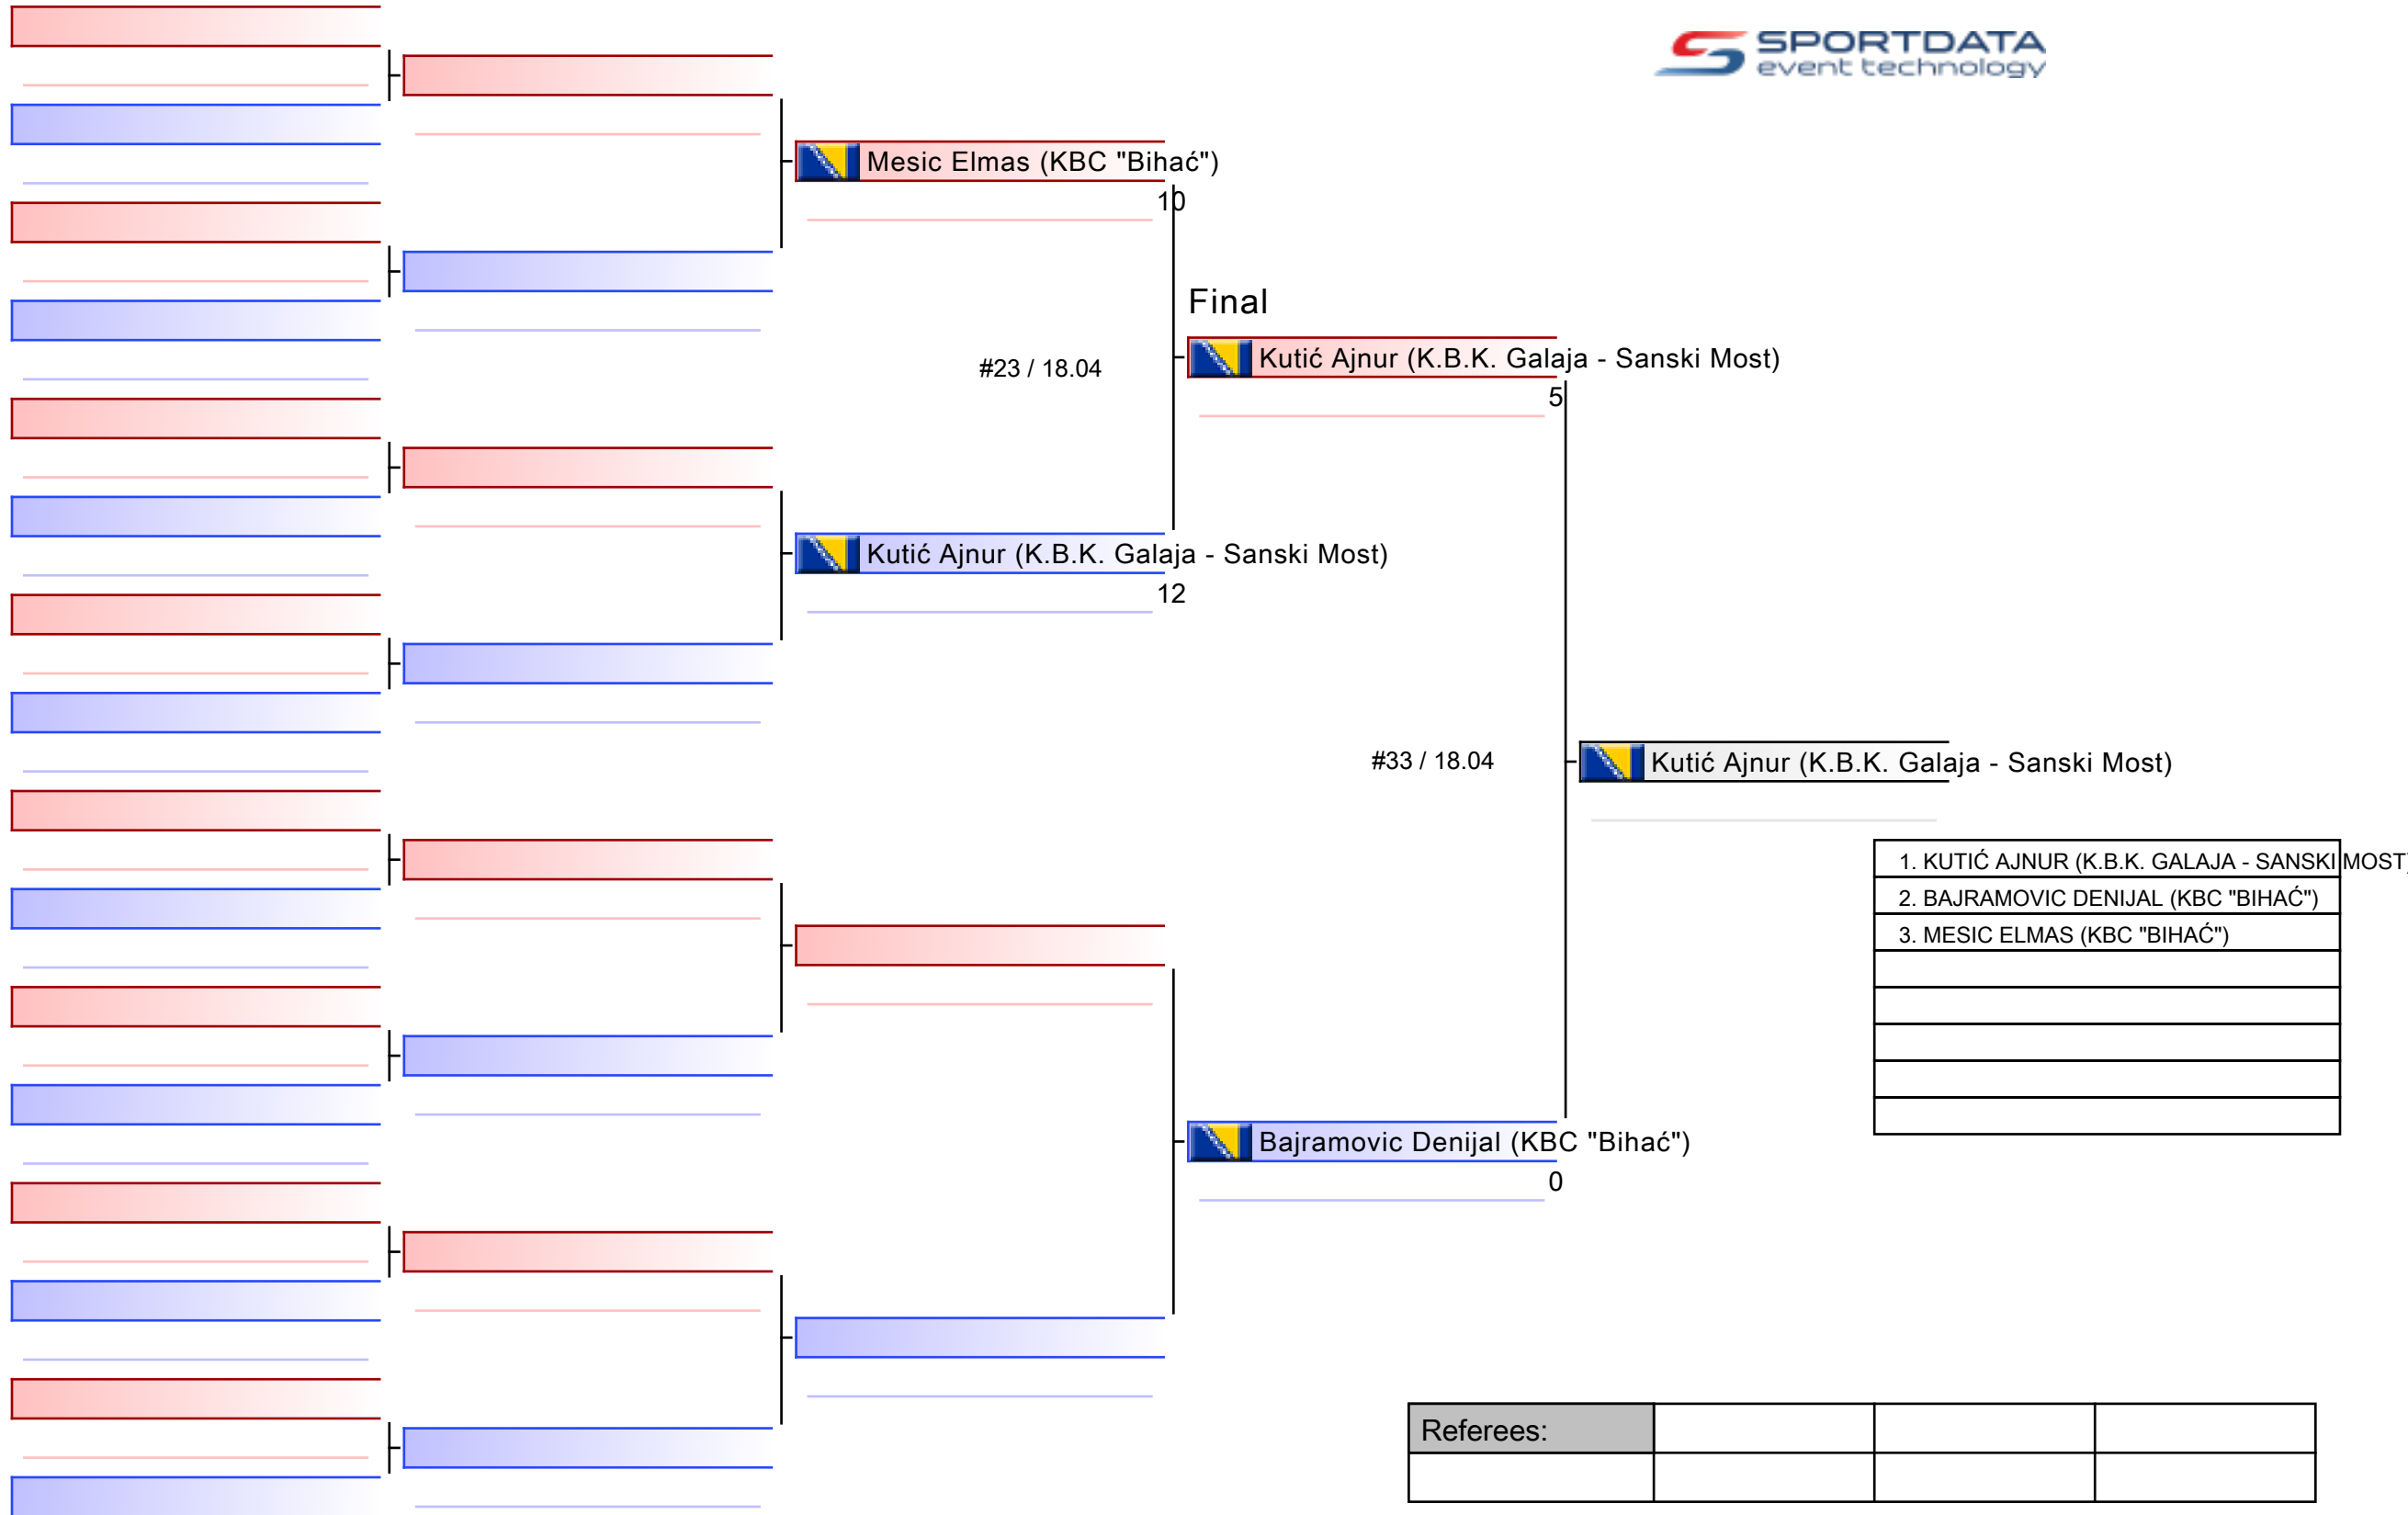 SPORTDATA
event technology
Mesic Elmas (KBC "Bihać")
10
Final
#23 / 18.04
Kutić Ajnur (K.B.K. Galaja - Sanski Most)
5
Kutić Ajnur (K.B.K. Galaja - Sanski Most)
12
#33 / 18.04
Kutić Ajnur (K.B.K. Galaja - Sanski Most)
1. KUTIĆ AJNUR (K.B.K. GALAJA - SANSKI MOST)
2. BAJRAMOVIC DENIJAL (KBC "BIHAĆ")
3. MESIC ELMAS (KBC "BIHAĆ")
Bajramovic Denijal (KBC "Bihać")
0
Referees: